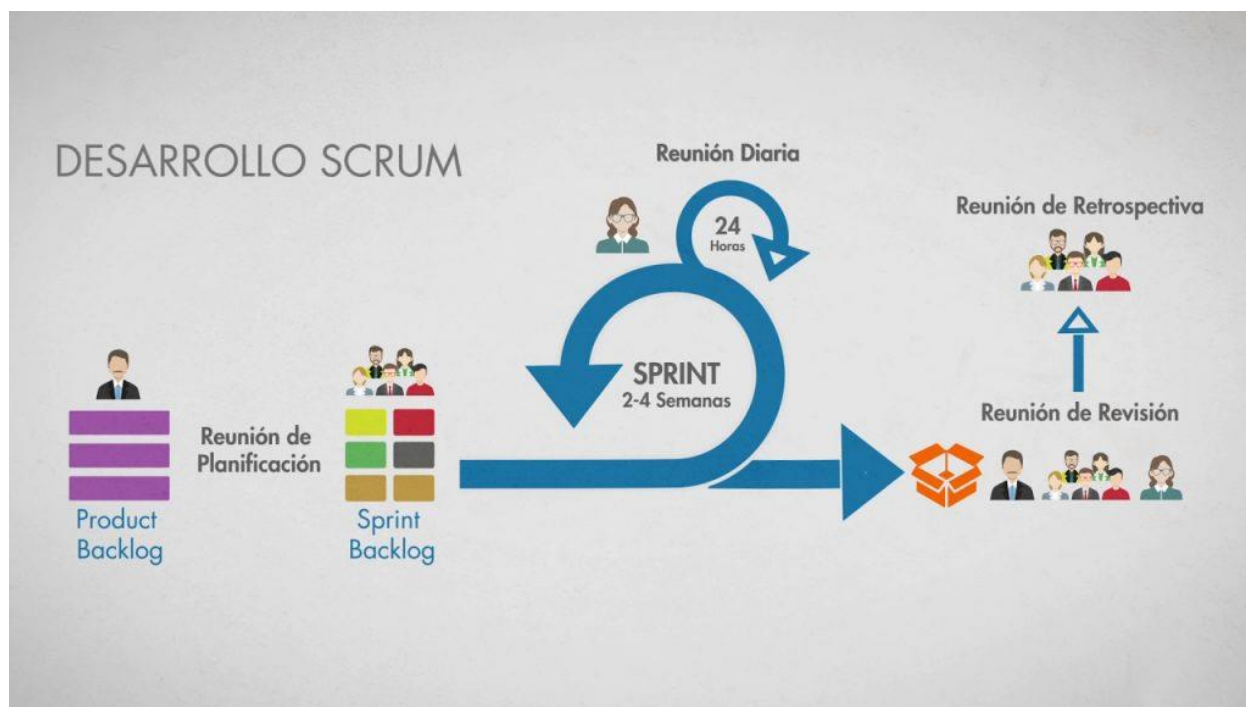 DESARROLLO SCRUM
Reunión Diaria
24
Horas
Reunión de Retrospectiva
SPRINT
2-4 Semanas
Reunión de Revisión
Reunión de
Planificación
Product
Backlog
Sprint
Backlog